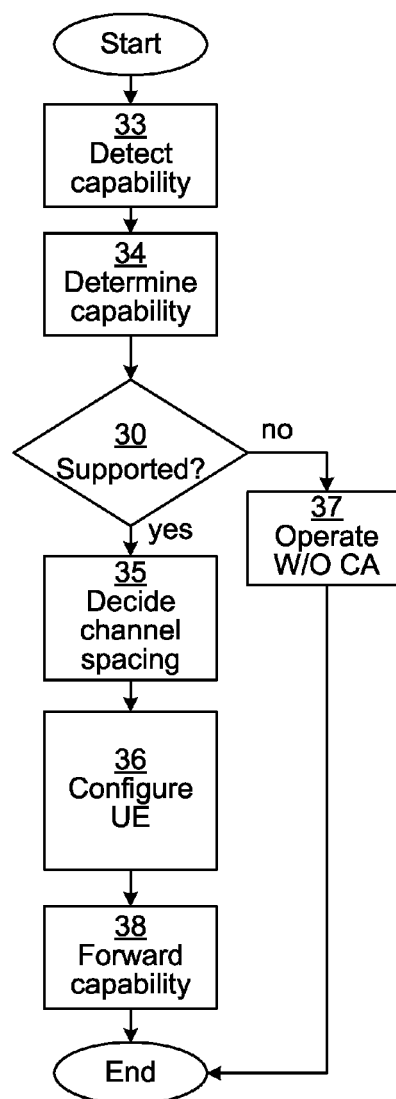 Start
33
Detect
capability
34
Determine
capability
30
Supported?
no
yes
37
Operate
W/O CA
35
Decide
channel
spacing
36
Configure
UE
38
Forward
capability
End